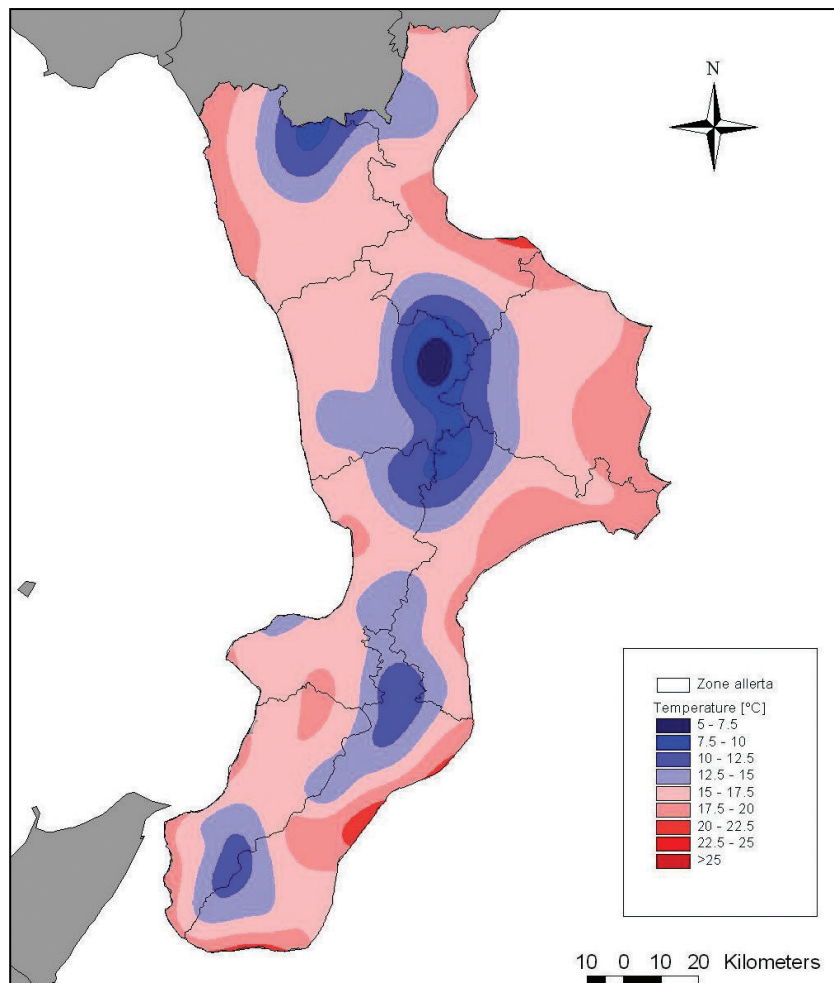 N
Zone allerta
Temperature [°C]
5 - 7.5
7.5 - 10
10 - 12.5
12.5 - 15
15 - 17.5
17.5 - 20
20 - 22.5
22.5 - 25
>25
10 0 10 20 Kilometers